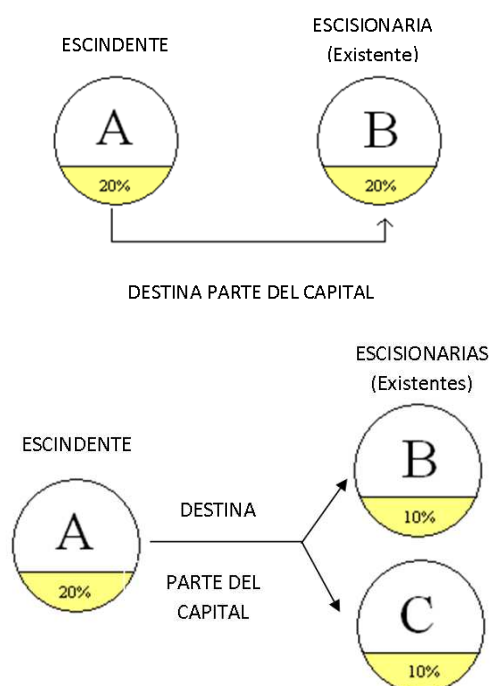 ESCINDENTE
ESCISIONARIA
(Existente)
A
B
20%
20%
DESTINA PARTE DEL CAPITAL
ESCISIONARIAS
(Existentes)
ESCINDENTE
A
20%
DESTINA
PARTE DEL
CAPITAL
B
10%
C
10%